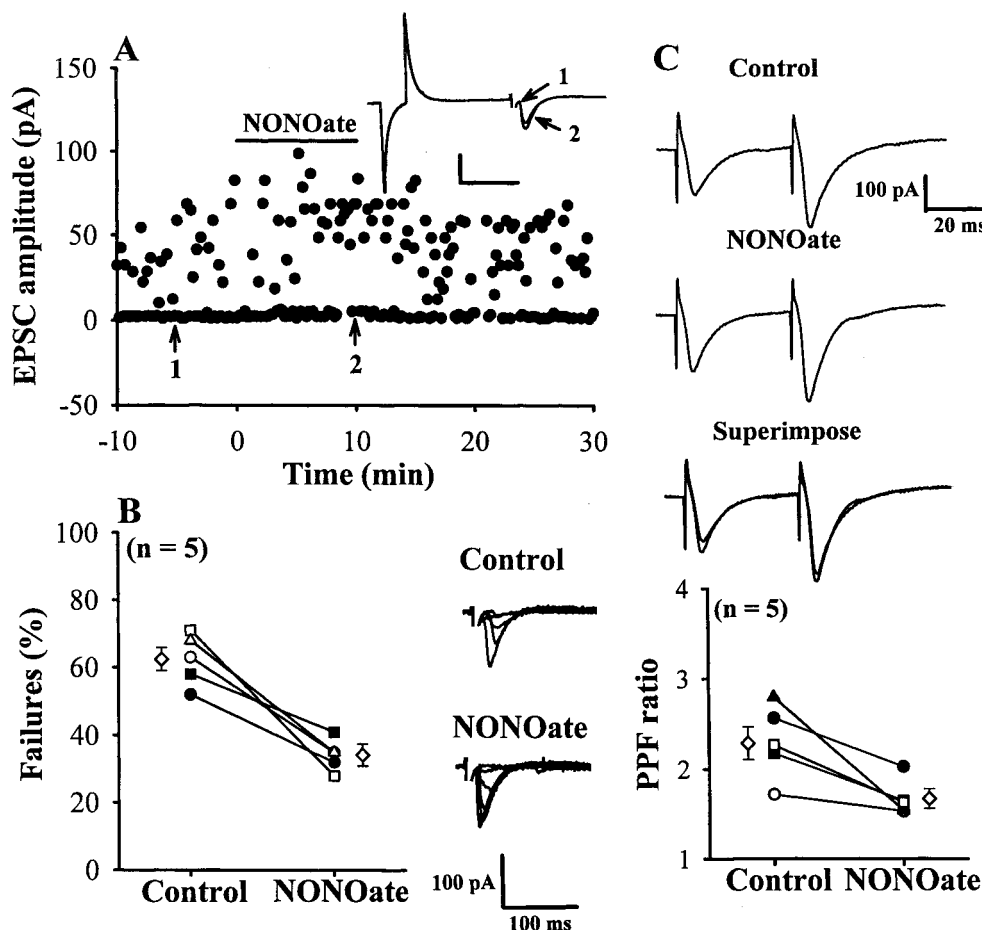 A
EPSC amplitude (pA)
150
100
50
0
-50
NONOate
1
2
1
2
-10
0
10
20
30
Time (min)
B
(n = 5)
Failures (%)
100
80
60
40
20
0
Control
NONOate
Control
NONOate
100 pA
100 ms
C
Control
100 pA
20 ms
NONOate
Superimpose
(n = 5)
PPF ratio
4
3
2
1
Control
NONOate